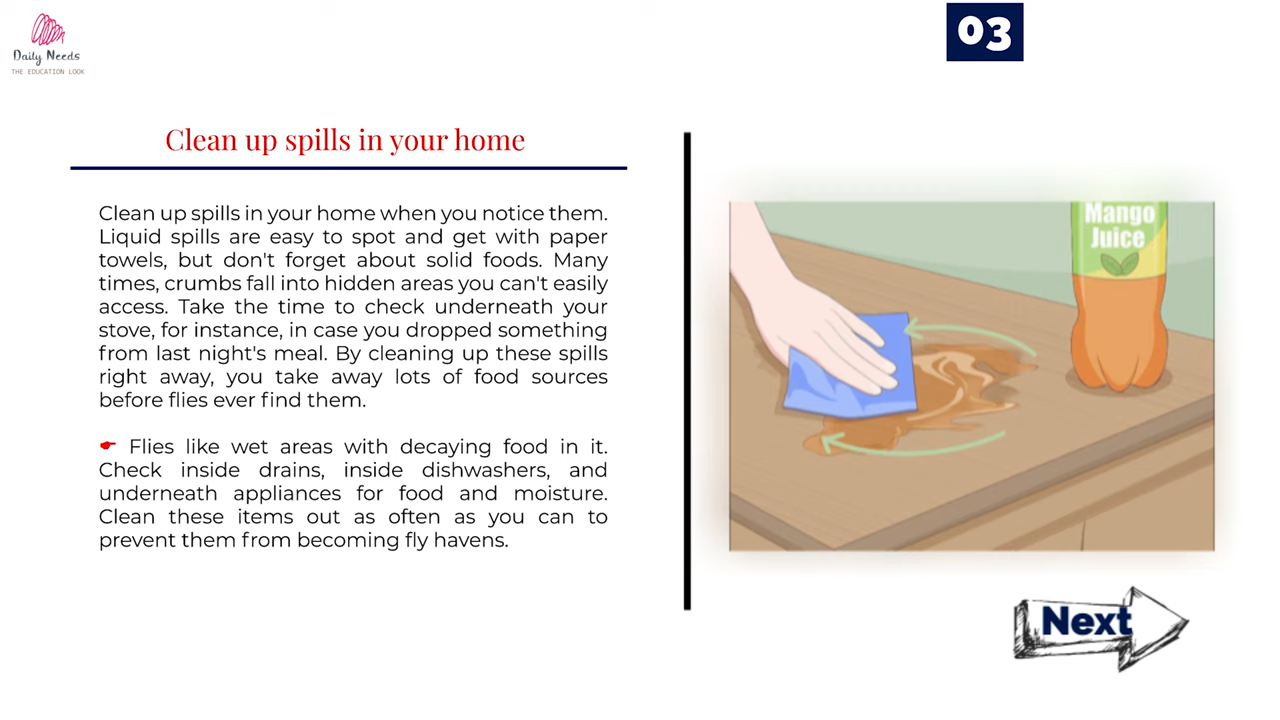 Daily Needs
THE EDUCATION LOOK
03
Clean up spills in your home
Clean up spills in your home when you notice them.
Liquid spills are easy to spot and get with paper
towels, but don't forget about solid foods. Many
times, crumbs fall into hidden areas you can't easily
access. Take the time to check underneath your
stove, for instance, in case you dropped something
from last night's meal. By cleaning up these spills
right away, you take away lots of food sources
before flies ever find them.
Flies like wet areas with decaying food in it.
Check inside drains, inside dishwashers, and
underneath appliances for food and moisture.
Clean these items out as often as you can to
prevent them from becoming fly havens.
Mango
Juice
Next